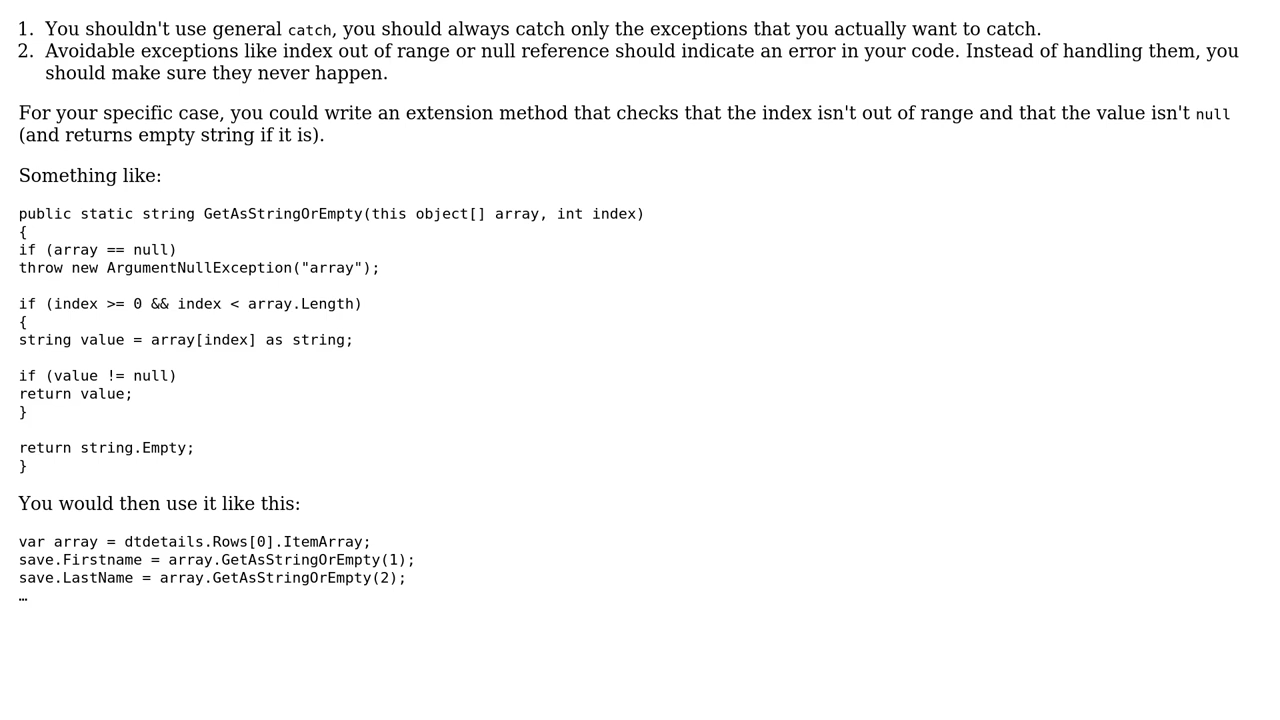 1. You shouldn't use general catch, you should always catch only the exceptions that you actually want to catch.
2. Avoidable exceptions like index out of range or null reference should indicate an error in your code. Instead of handling them, you
should make sure they never happen.
For your specific case, you could write an extension method that checks that the index isn't out of range and that the value isn't null
(and returns empty string if it is).
Something like:
public static string GetAsStringOrEmpty(this object[] array, int index)
{
if (array == null)
throw new ArgumentNullException("array");
if (index >= 0 && index < array.Length)
{
string value = array[index] as string;
if (value != null)
return value;
}
return string.Empty;
}
You would then use it like this:
var array = dtdetails.Rows[0].ItemArray;
save.Firstname = array.GetAsStringOrEmpty(1);
save.LastName = array.GetAsStringOrEmpty(2);
…